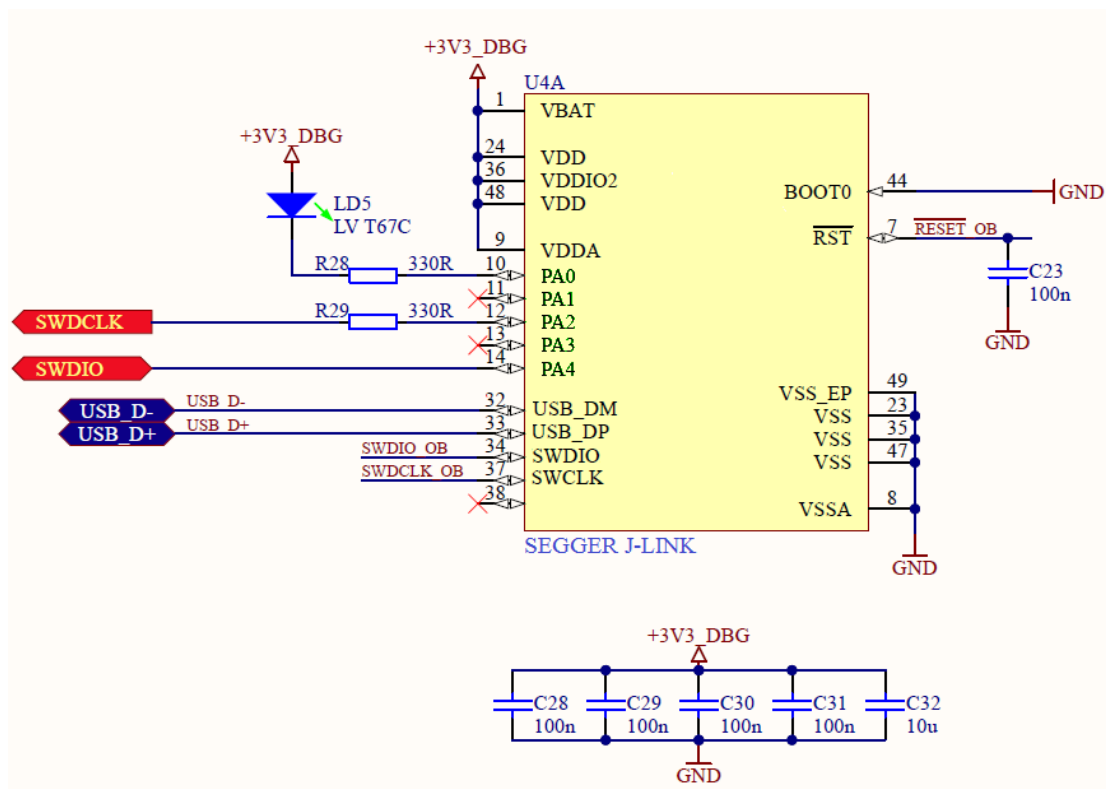 +3V3_DBG
U4A
1 VBAT
+3V3_DBG
24 VDD
36 VDDIO2
48 VDD
BOOT0 44 GND
LD5
LV T67C
RST 7 RESET_OB
9 VDDA
R28 330R 10 PA0
11 PA1
C23
100n
SWDCLK R29 330R 12 PA2
13 PA3
GND
SWDIO 14 PA4
VSS_EP 49
USB_D- USB_D- 32 USB_DM
VSS 23
USB_D+ USB_D+ 33 USB_DP
VSS 35
SWDIO_OB 34 SWDIO
VSS 47
SWDCLK_OB 37 SWCLK
38
VSSA 8
SEGGER J-LINK
GND
+3V3_DBG
C28 C29 C30 C31 C32
100n 100n 100n 100n 10u
GND